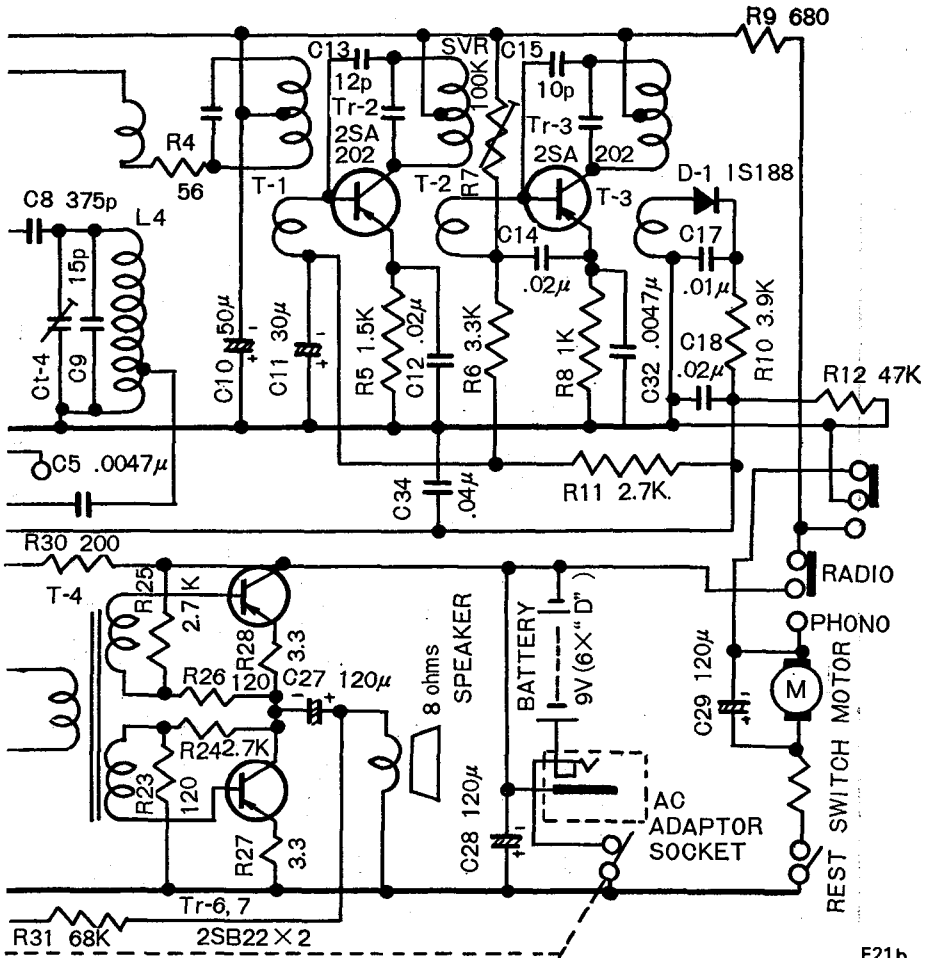 R9 680
C13
12p
SVR
100K
C15
10p
Tr-2
2SA
202
Tr-3
2SA 202
R4
56
T-1
T-2
R7
T-3
D-1 IS188
C8 375p
L4
15p
Ct-4
C9
C10 50μ
-
+
C11 30μ
-
+
R5 1.5K
C12 .02μ
C14
.02μ
R6 3.3K
R8 1K
C32 .0047μ
C17
.01μ
C18
.02μ
R10 3.9K
R12 47K
C5 .0047μ
C34
.04μ
R11 2.7K.
R30 200
T-4
R25
2.7 K
R28
3.3
R26
120
C27 120μ
-
+
R24 2.7K
R23
120
R27
3.3
8 ohms
SPEAKER
BATTERY
9V (6×"D")
C28 120μ
-
+
AC
ADAPTOR
SOCKET
RADIO
PHONO
M
MOTOR
C29 120μ
-
+
REST SWITCH
Tr-6, 7
2SB22×2
R31 68K
F21b